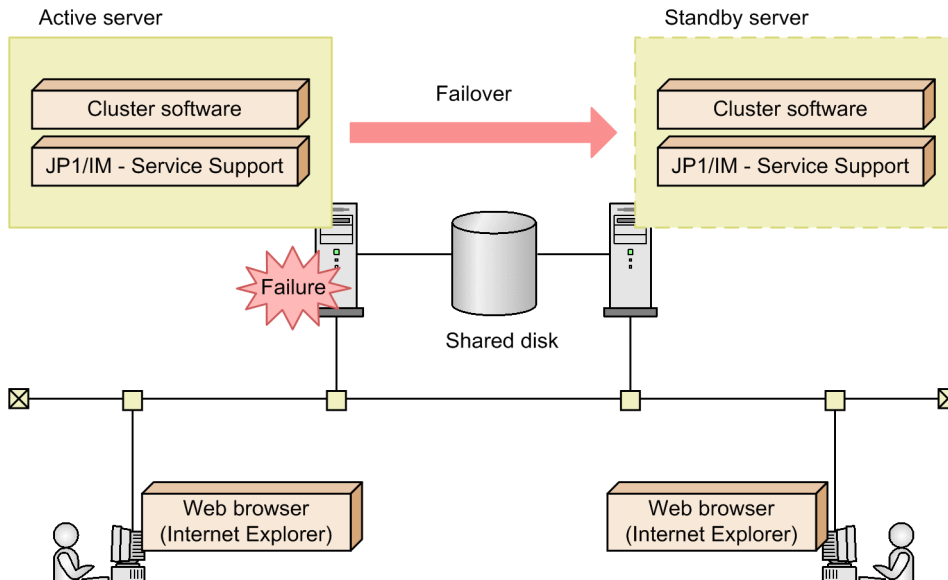 Active server
Standby server
Cluster software
JP1/IM - Service Support
Failover
Cluster software
JP1/IM - Service Support
Failure
Shared disk
Web browser
(Internet Explorer)
Web browser
(Internet Explorer)